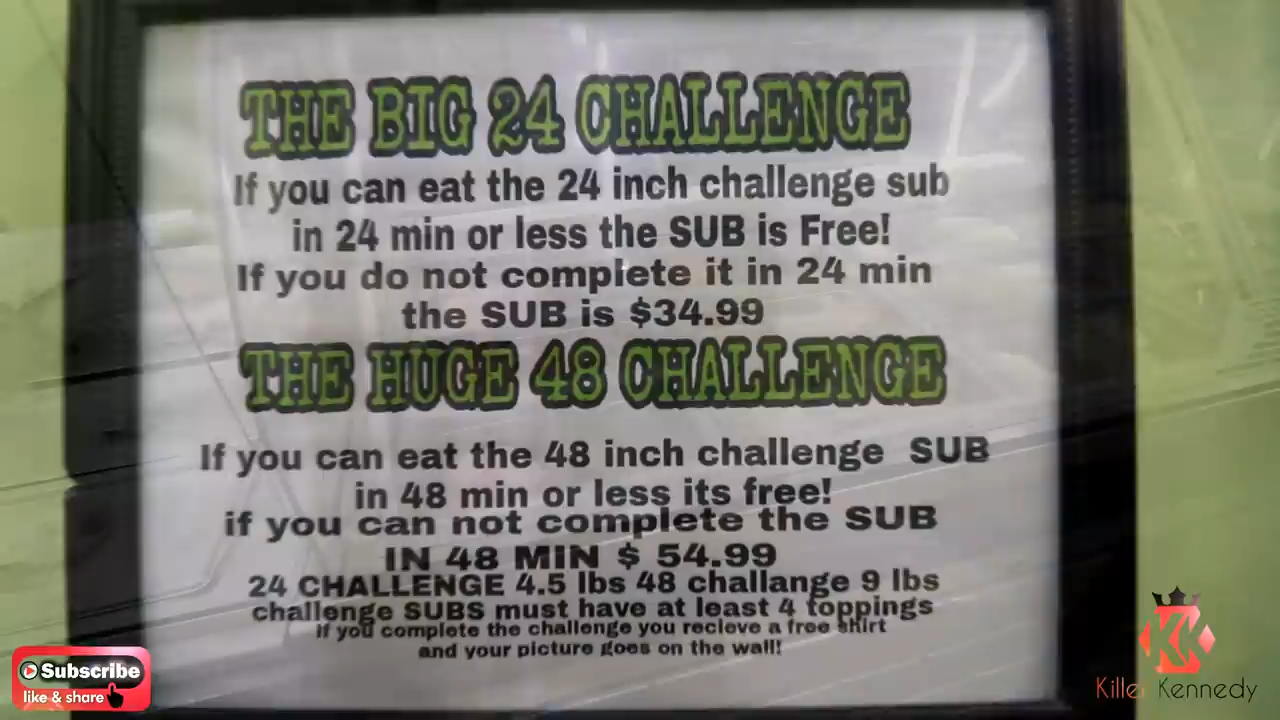 THE BIG 24 CHALLENGE
If you can eat the 24 inch challenge sub
in 24 min or less the SUB is Free!
If you do not complete it in 24 min
the SUB is $34.99
THE HUGE 48 CHALLENGE
If you can eat the 48 inch challenge SUB
in 48 min or less its free!
if you can not complete the SUB
IN 48 MIN $ 54.99
24 CHALLENGE 4.5 lbs 48 challange 9 lbs
challenge SUBS must have at least 4 toppings
If you complete the challenge you recieve a free shirt
and your picture goes on the wall!
Subscribe
like & share
KK
Killer Kennedy